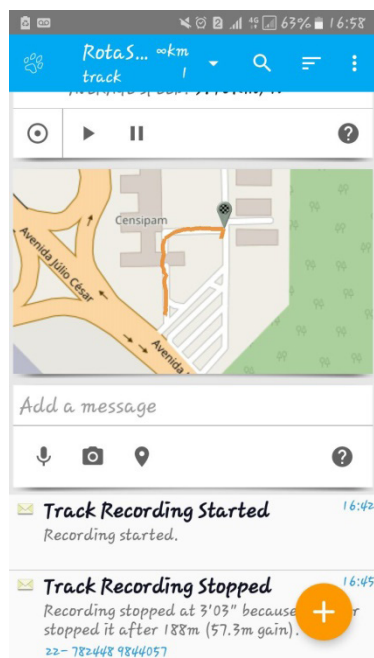 4G 63% 16:58
RotaS... ∞km
track 1
Censipam
Avenida Júlio César
Avenida
Add a message
Track Recording Started 16:42
Recording started.
Track Recording Stopped 16:45
Recording stopped at 3'03" because
stopped it after 188m (57.3m gain).
22- 782448 9844057